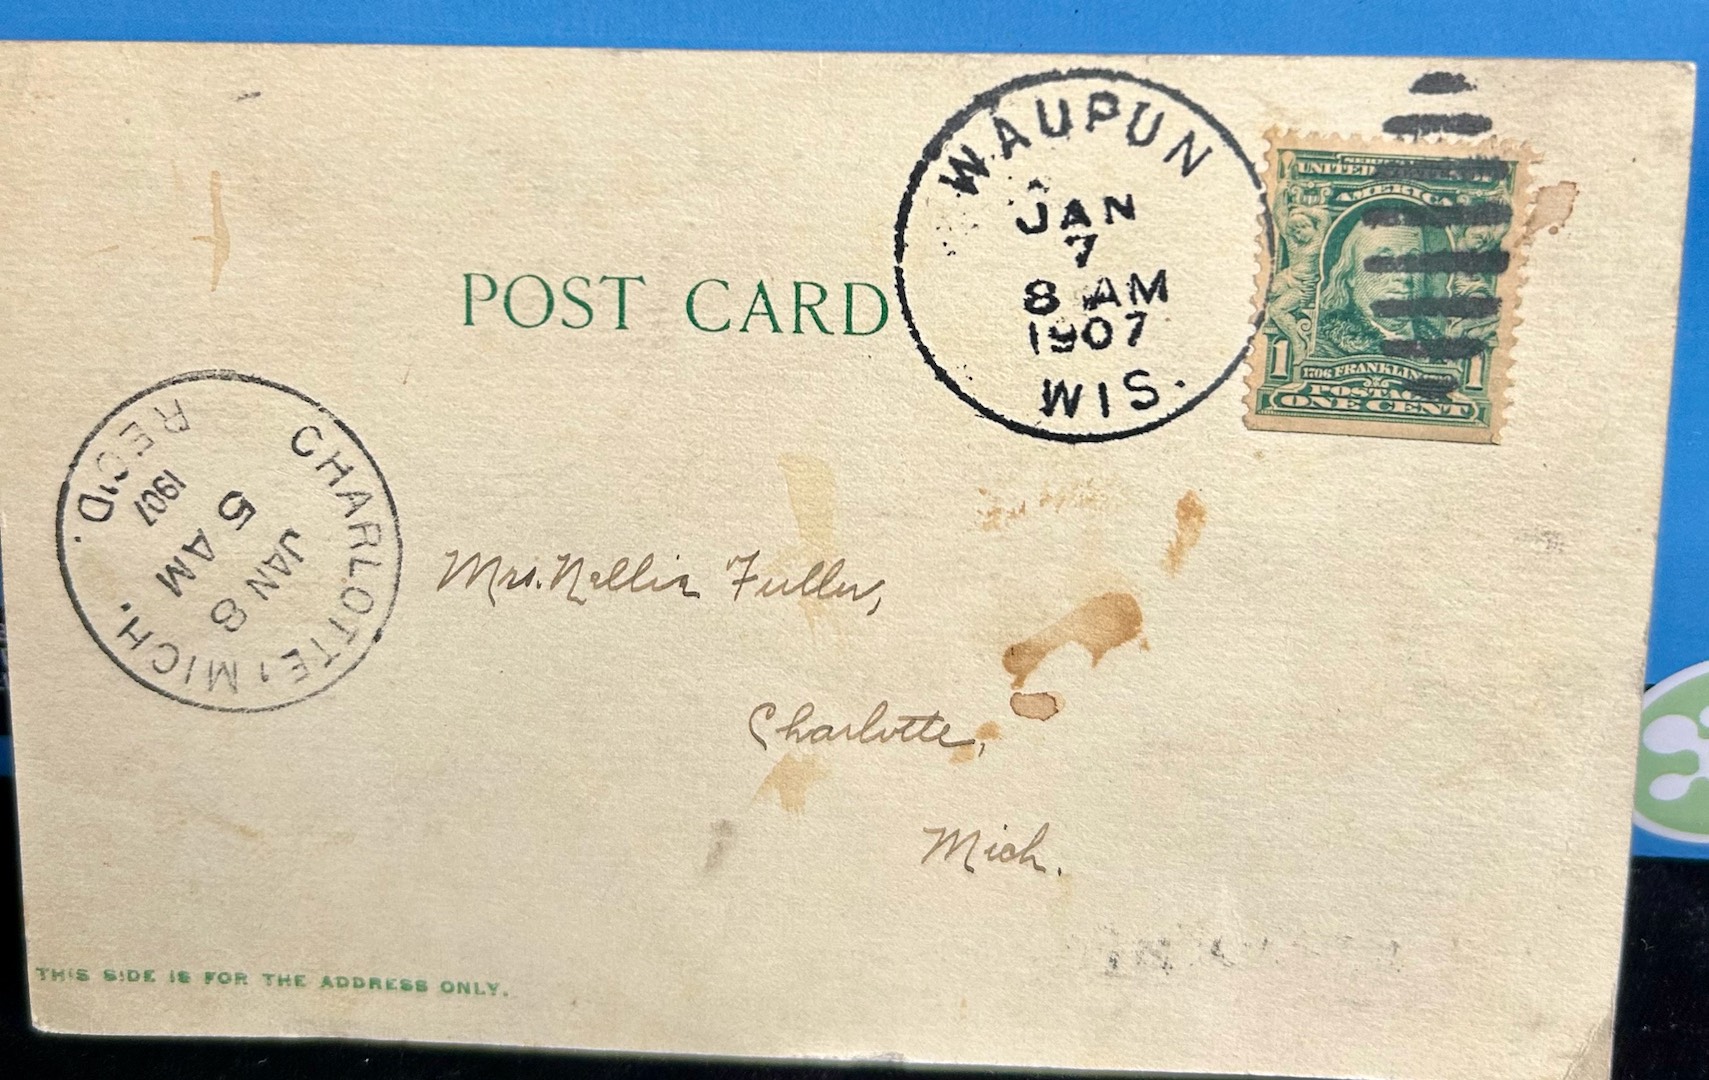 WAUPUN
JAN
7
8 AM
1907
WIS.
SERIES
UNITED
AMERICA
1 1706 FRANKLIN 1
POSTAGE
ONE CENT
POST CARD
CHARLOTTE, MICH.
JAN 8
5 AM
1907
REC'D.
Mrs. Nellie Fuller,
Charlotte,
Mich.
THIS SIDE IS FOR THE ADDRESS ONLY.